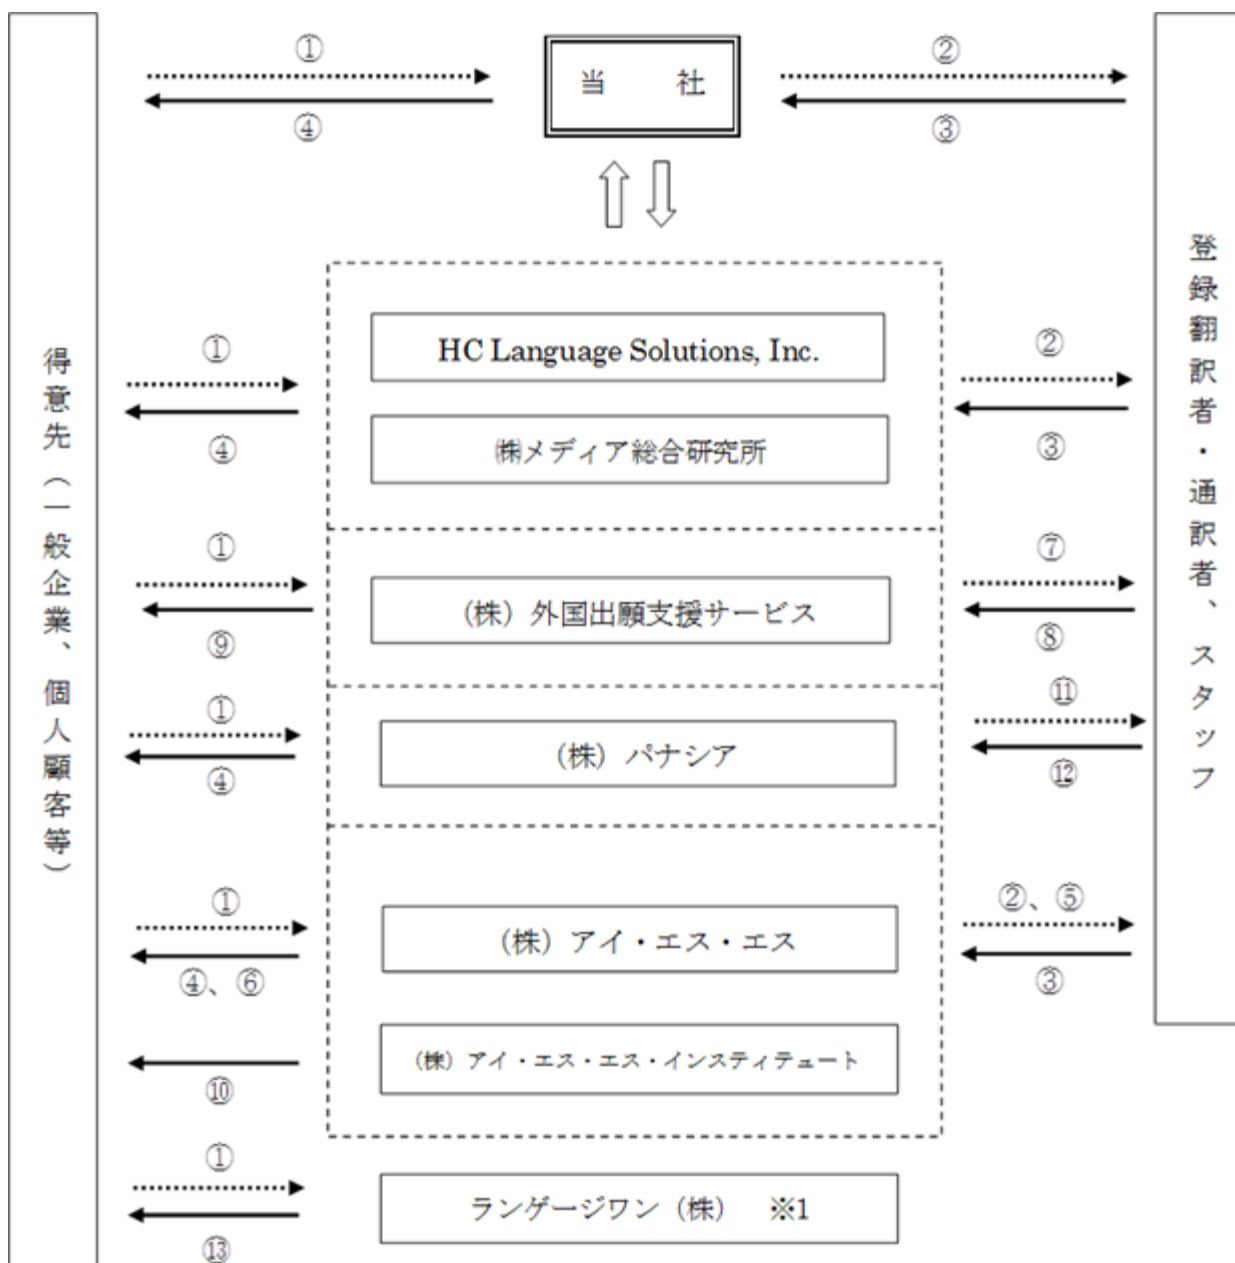 ① ②
当 社
④ ③
得意先（一般企業、個人顧客等）
登録翻訳者・通訳者、スタッフ
① ②
HC Language Solutions, Inc.
④ ③
㈱メディア総合研究所
① ⑦
（株）外国出願支援サービス
⑨ ⑧
① ⑪
（株）パナシア
④ ⑫
① ②、⑤
（株）アイ・エス・エス
④、⑥ ③
（株）アイ・エス・エス・インスティテュート
⑩
①
ランゲージワン（株） ※1
⑬